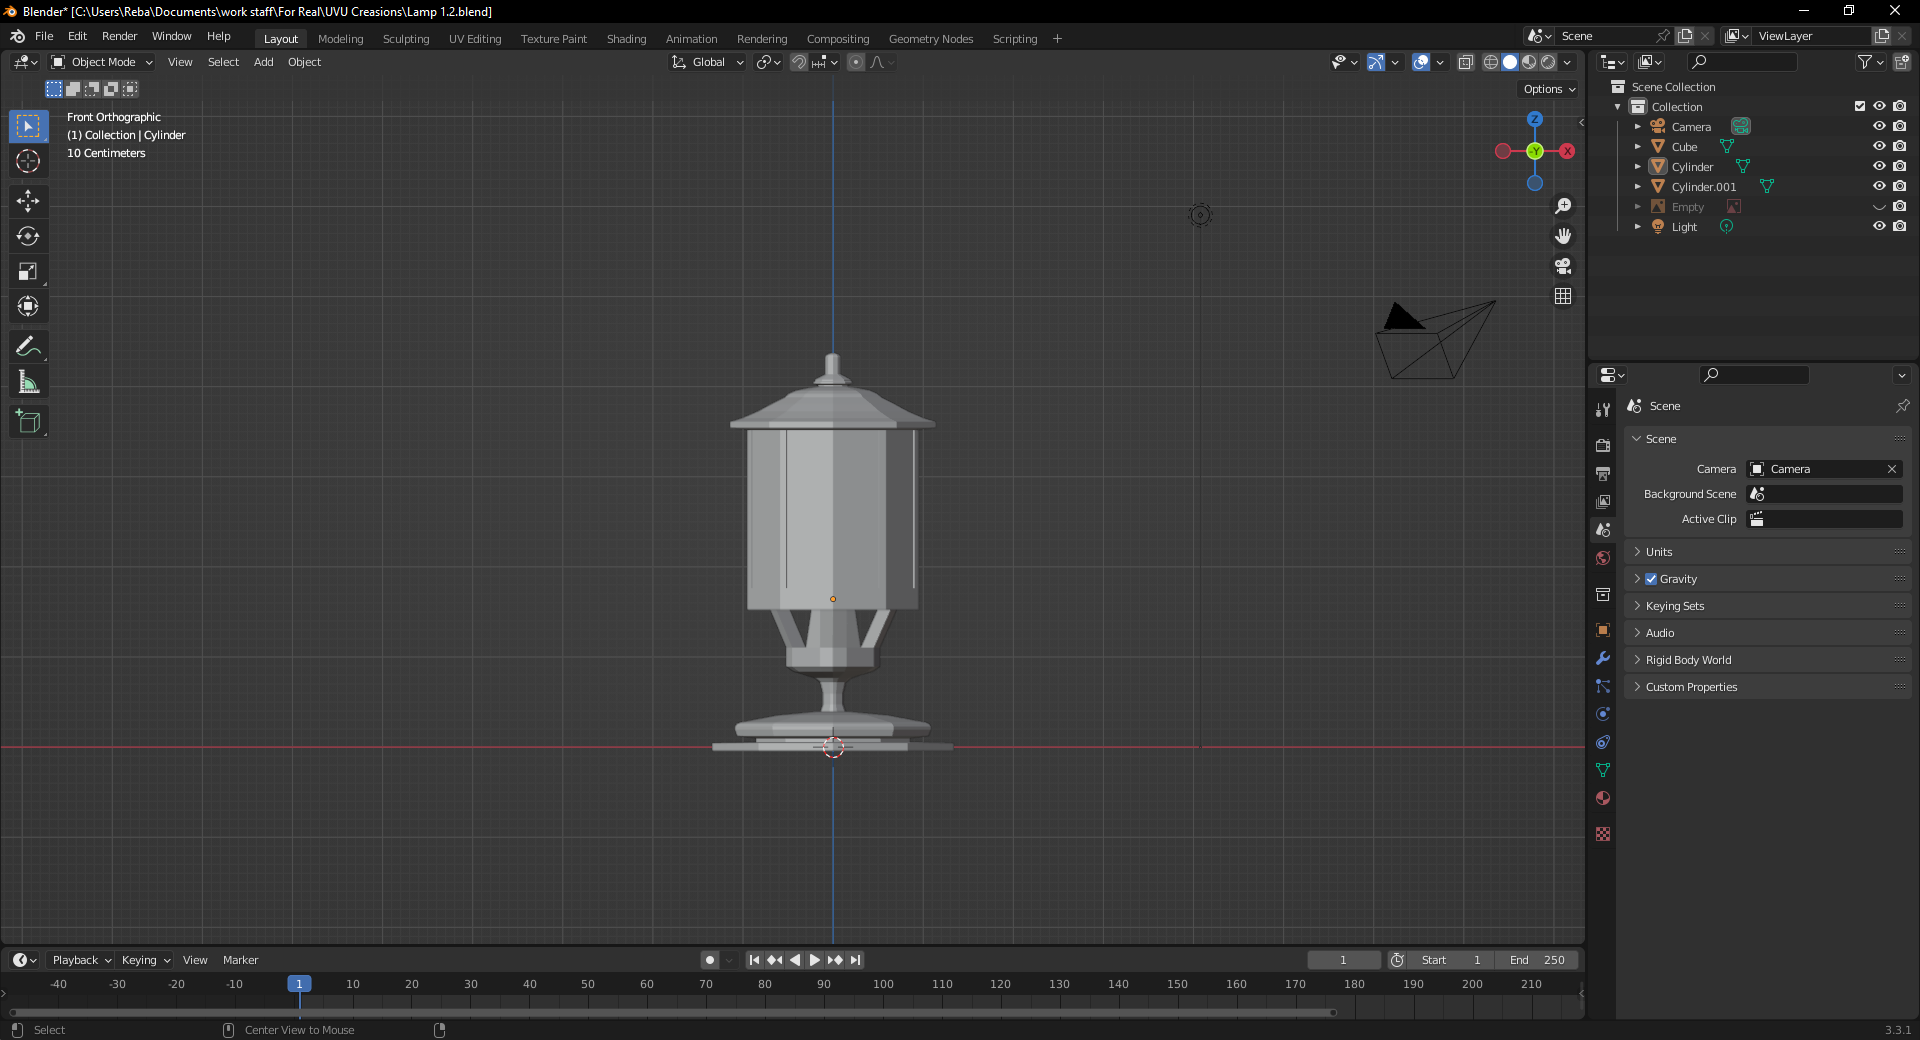 Blender* [C:\Users\Reba\Documents\work staff\For Real\UVU Creasions\Lamp 1.2.blend]
File Edit Render Window Help Layout Modeling Sculpting UV Editing Texture Paint Shading Animation Rendering Compositing Geometry Nodes Scripting Scene ViewLayer
Object Mode View Select Add Object Global
Options
Front Orthographic
(1) Collection | Cylinder
10 Centimeters
Z
-Y X
Scene Collection
Collection
Camera
Cube
Cylinder
Cylinder.001
Empty
Light
Scene
Scene
Camera Camera
Background Scene
Active Clip
Units
Gravity
Keying Sets
Audio
Rigid Body World
Custom Properties
Playback Keying View Marker 1 Start 1 End 250
-40 -30 -20 -10 1 10 20 30 40 50 60 70 80 90 100 110 120 130 140 150 160 170 180 190 200 210
Select Center View to Mouse 3.3.1